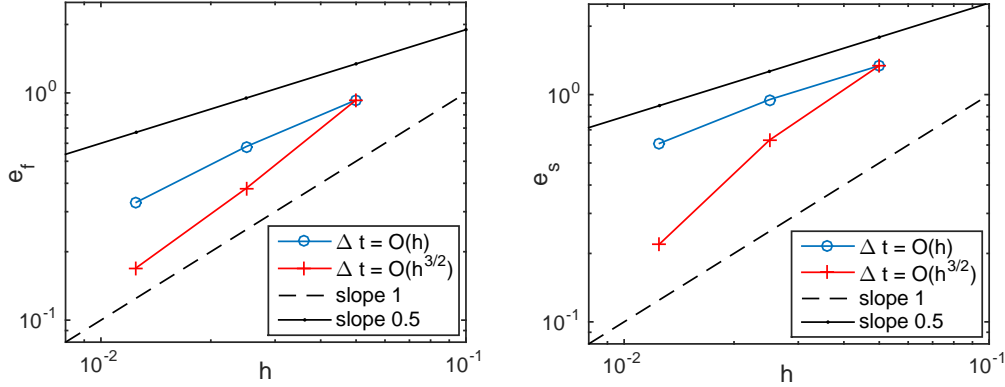 10^0
10^-1
e_f
10^-2
h
10^-1
Δ t = O(h)
Δ t = O(h^{3/2})
slope 1
slope 0.5
10^0
10^-1
e_s
10^-2
h
10^-1
Δ t = O(h)
Δ t = O(h^{3/2})
slope 1
slope 0.5